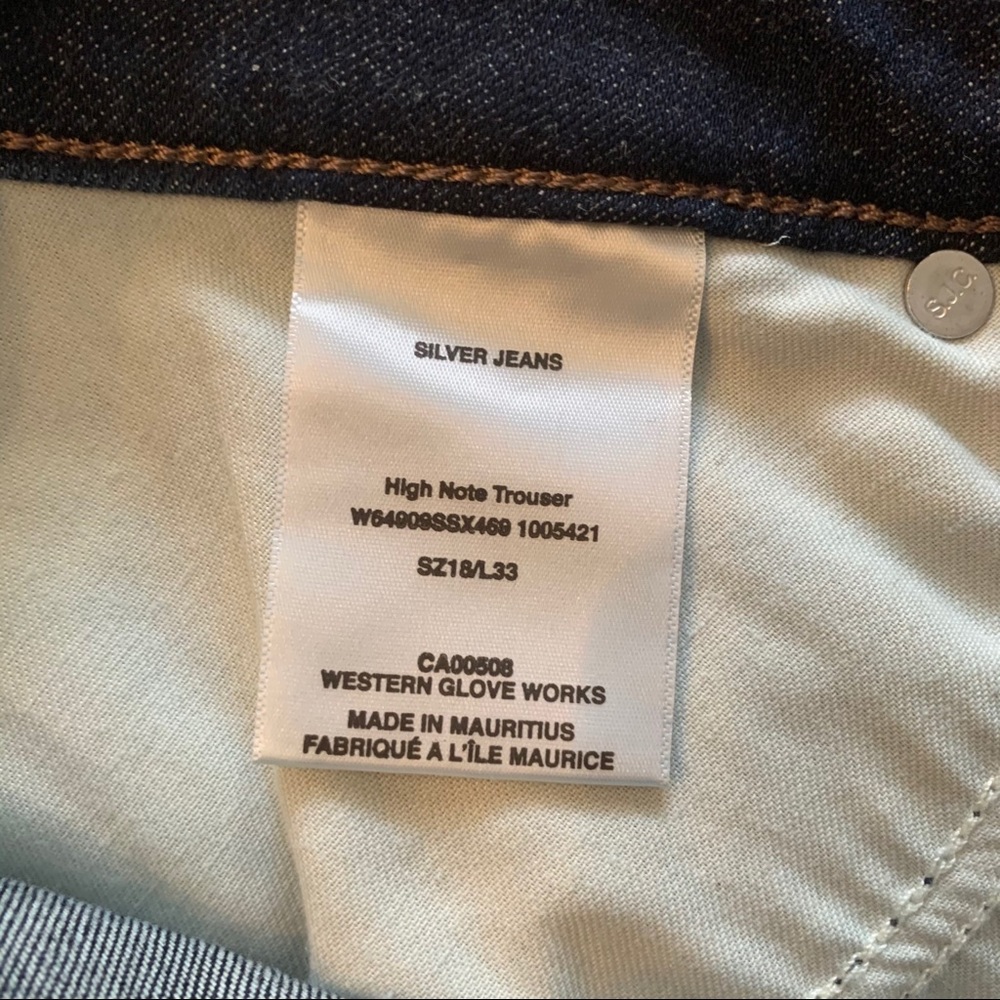 SILVER JEANS
High Note Trouser
W64909SSX469 1005421
SZ18/L33
CA00508
WESTERN GLOVE WORKS
MADE IN MAURITIUS
FABRIQUÉ A L'ÎLE MAURICE
S.J.C.